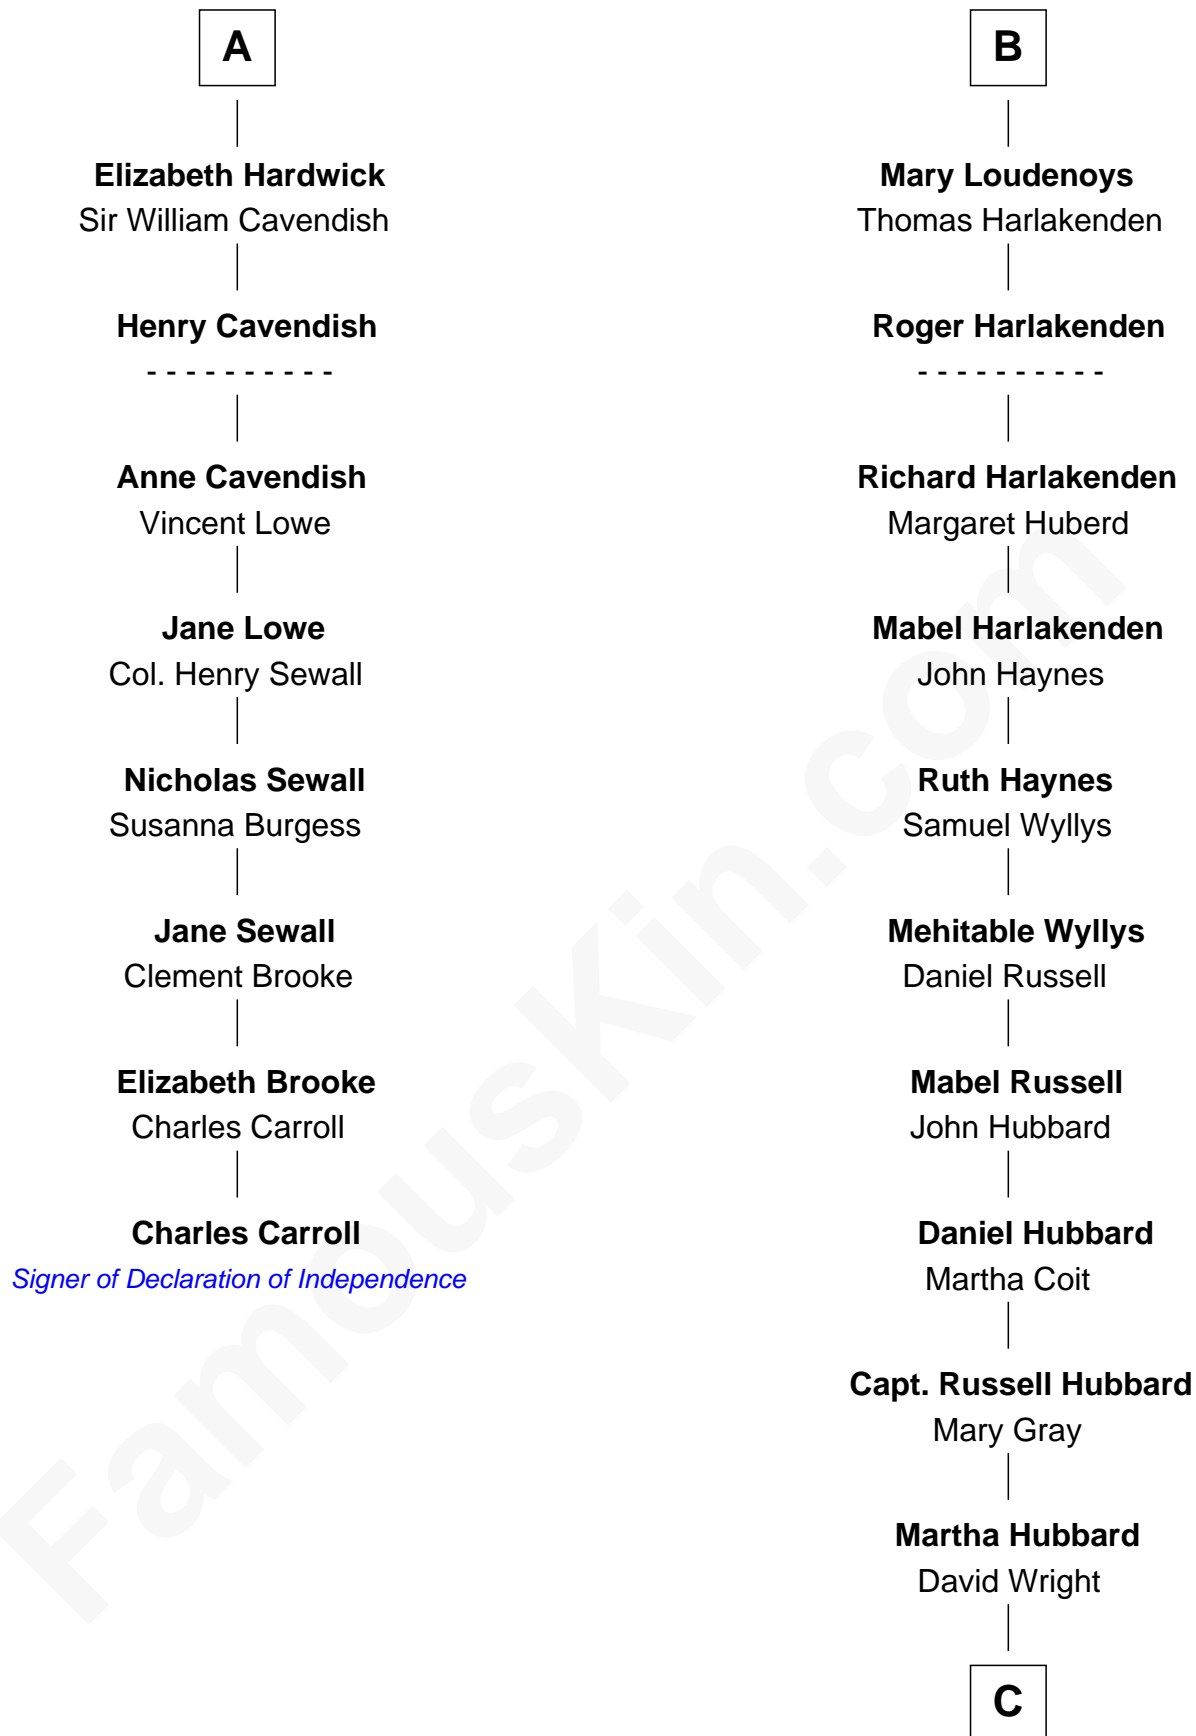 A
Elizabeth Hardwick
Sir William Cavendish
Henry Cavendish
- - - - - - - - - -
Anne Cavendish
Vincent Lowe
Jane Lowe
Col. Henry Sewall
Nicholas Sewall
Susanna Burgess
Jane Sewall
Clement Brooke
Elizabeth Brooke
Charles Carroll
Charles Carroll
Signer of Declaration of Independence
B
Mary Loudenoys
Thomas Harlakenden
Roger Harlakenden
- - - - - - - - - -
Richard Harlakenden
Margaret Huberd
Mabel Harlakenden
John Haynes
Ruth Haynes
Samuel Wyllys
Mehitable Wyllys
Daniel Russell
Mabel Russell
John Hubbard
Daniel Hubbard
Martha Coit
Capt. Russell Hubbard
Mary Gray
Martha Hubbard
David Wright
C
FamousKin.com